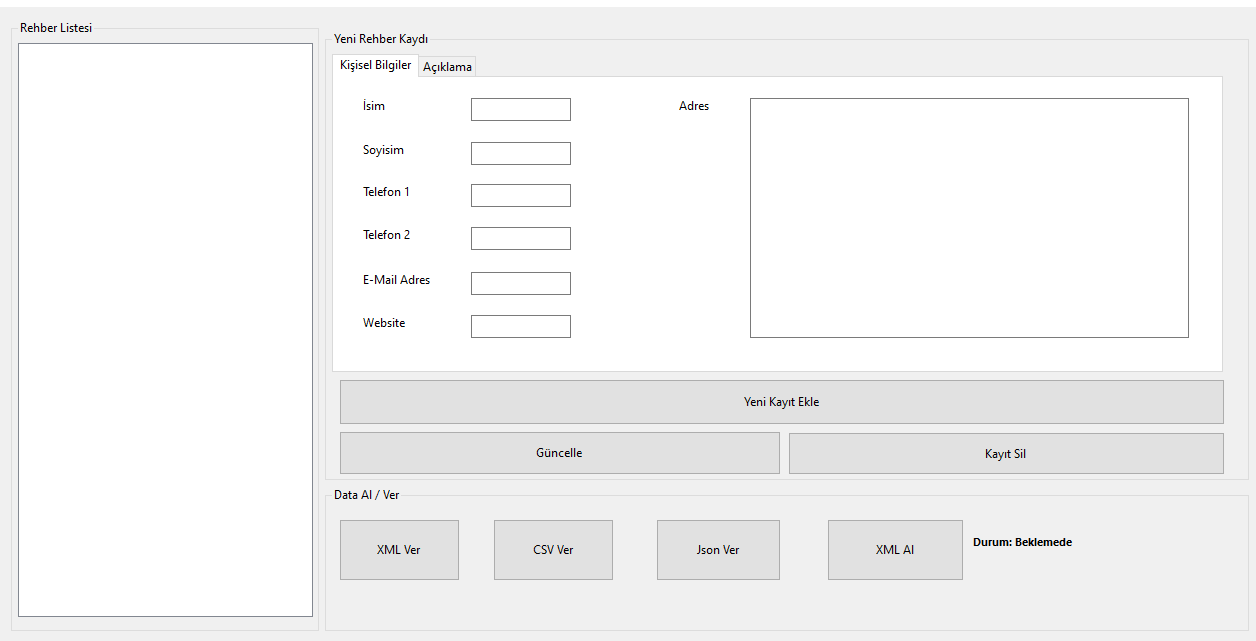 Rehber Listesi
Yeni Rehber Kaydı
Kişisel Bilgiler
Açıklama
İsim
Adres
Soyisim
Telefon 1
Telefon 2
E-Mail Adres
Website
Yeni Kayıt Ekle
Güncelle
Kayıt Sil
Data Al / Ver
XML Ver
CSV Ver
Json Ver
XML Al
Durum: Beklemede